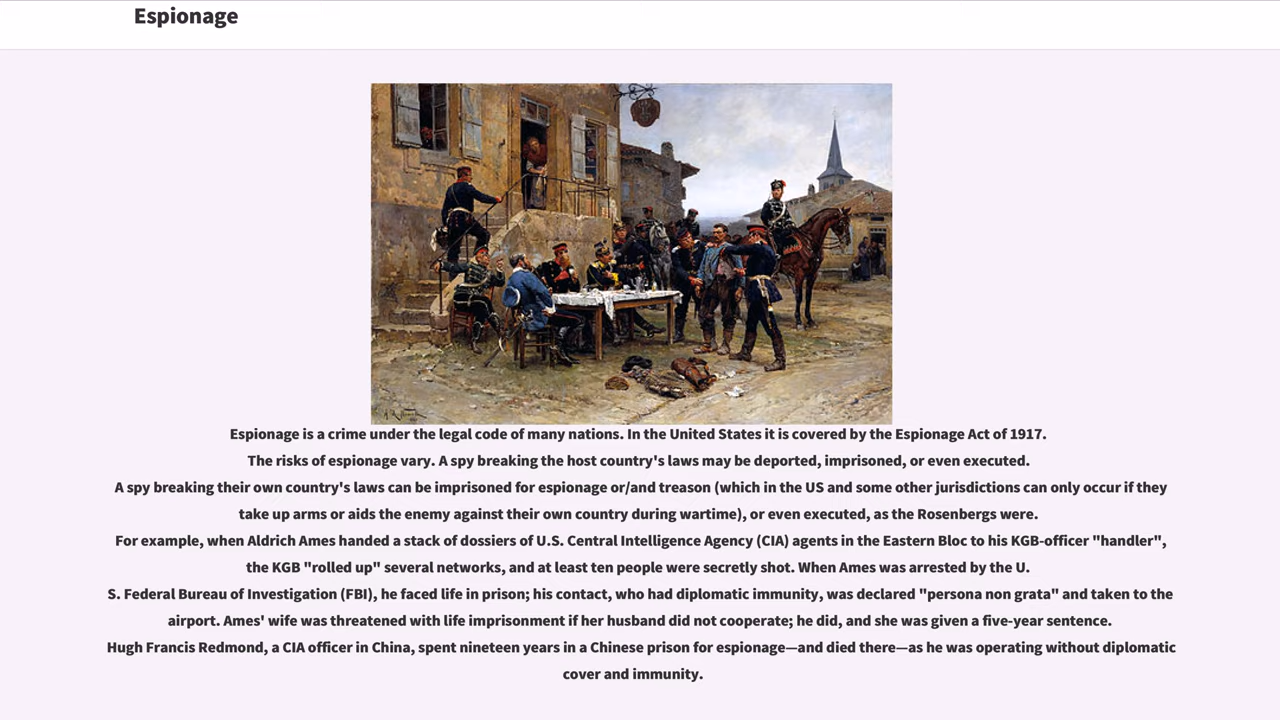 Espionage
Espionage is a crime under the legal code of many nations. In the United States it is covered by the Espionage Act of 1917.
The risks of espionage vary. A spy breaking the host country's laws may be deported, imprisoned, or even executed.
A spy breaking their own country's laws can be imprisoned for espionage or/and treason (which in the US and some other jurisdictions can only occur if they
take up arms or aids the enemy against their own country during wartime), or even executed, as the Rosenbergs were.
For example, when Aldrich Ames handed a stack of dossiers of U.S. Central Intelligence Agency (CIA) agents in the Eastern Bloc to his KGB-officer "handler",
the KGB "rolled up" several networks, and at least ten people were secretly shot. When Ames was arrested by the U.
S. Federal Bureau of Investigation (FBI), he faced life in prison; his contact, who had diplomatic immunity, was declared "persona non grata" and taken to the
airport. Ames' wife was threatened with life imprisonment if her husband did not cooperate; he did, and she was given a five-year sentence.
Hugh Francis Redmond, a CIA officer in China, spent nineteen years in a Chinese prison for espionage—and died there—as he was operating without diplomatic
cover and immunity.